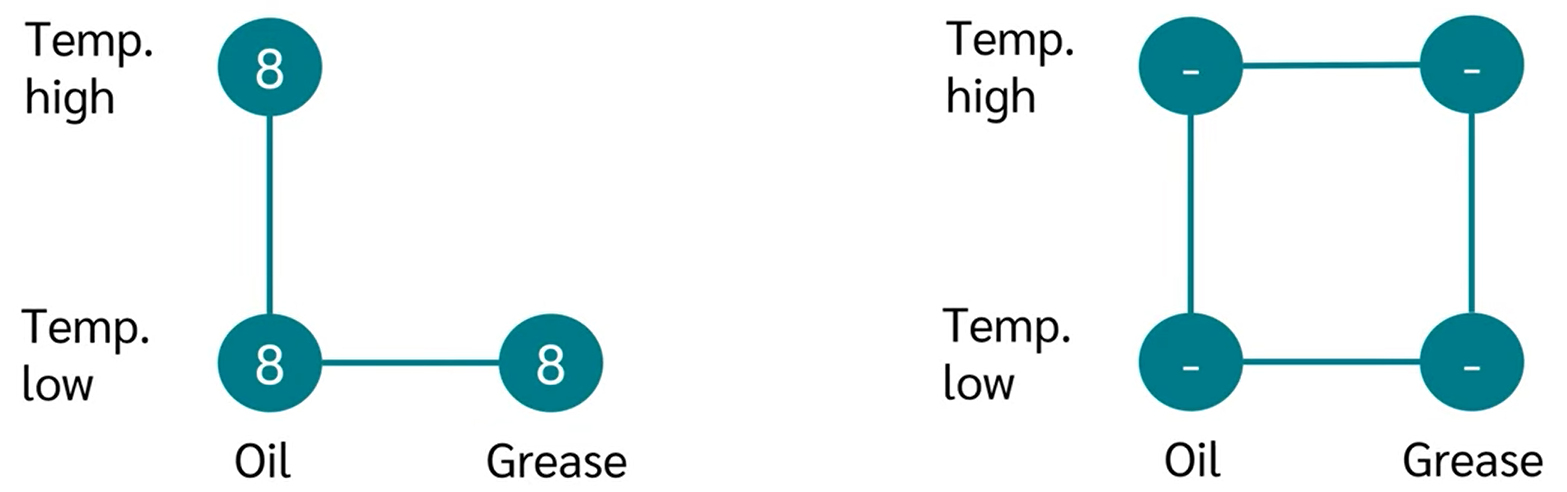 Temp.
high
8
Temp.
low
8
8
Oil
Grease
Temp.
high
-
-
Temp.
low
-
-
Oil
Grease